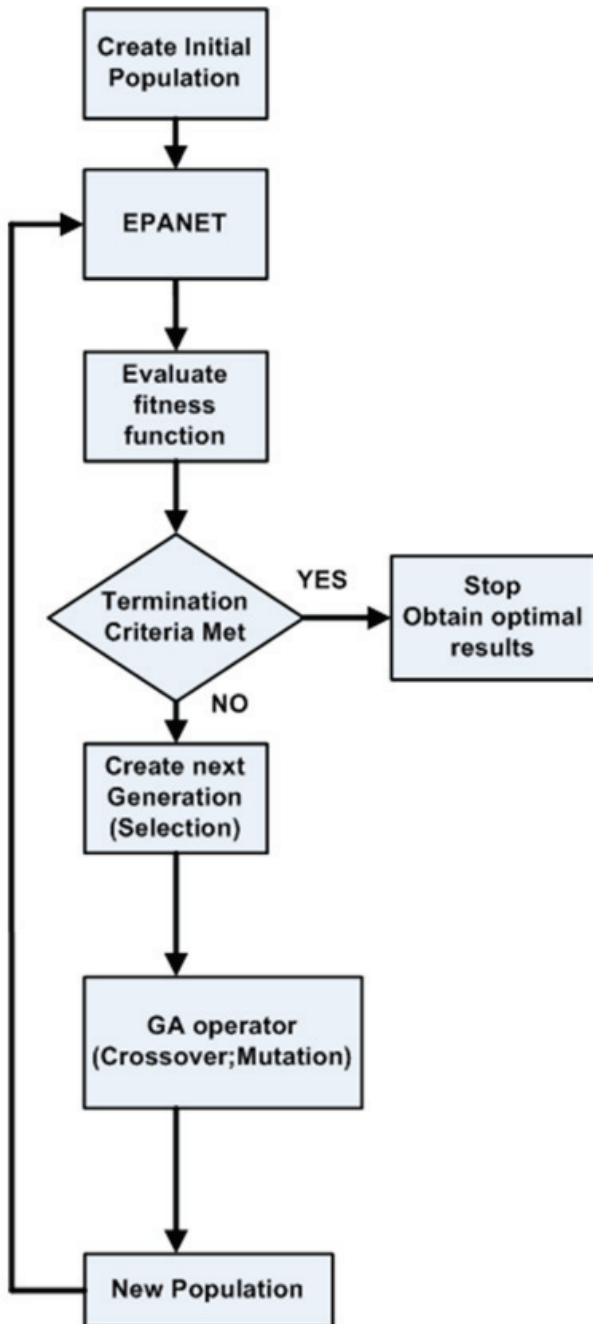 Create Initial
Population
EPANET
Evaluate
fitness
function
Termination
Criteria Met
YES
Stop
Obtain optimal
results
NO
Create next
Generation
(Selection)
GA operator
(Crossover;Mutation)
New Population